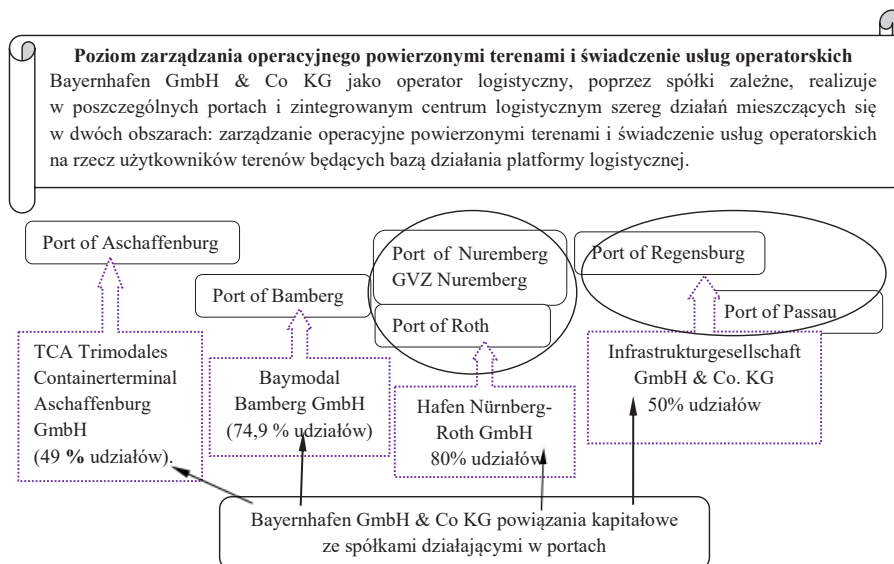 Poziom zarządzania operacyjnego powierzonymi terenami i świadczenie usług operatorskich
Bayernhafen GmbH & Co KG jako operator logistyczny, poprzez spółki zależne, realizuje
w poszczególnych portach i zintegrowanym centrum logistycznym szereg działań mieszczących się
w dwóch obszarach: zarządzanie operacyjne powierzonymi terenami i świadczenie usług operatorskich
na rzecz użytkowników terenów będących bazą działania platformy logistycznej.
Port of Aschaffenburg
Port of Bamberg
Port of Nuremberg
GVZ Nuremberg
Port of Roth
Port of Regensburg
Port of Passau
TCA Trimodales
Containerterminal
Aschaffenburg
GmbH
(49 % udziałów).
Baymodal
Bamberg GmbH
(74,9 % udziałów)
Hafen Nürnberg-
Roth GmbH
80% udziałów
Infrastrukturgesellschaft
GmbH & Co. KG
50% udziałów
Bayernhafen GmbH & Co KG powiązania kapitałowe
ze spółkami działającymi w portach